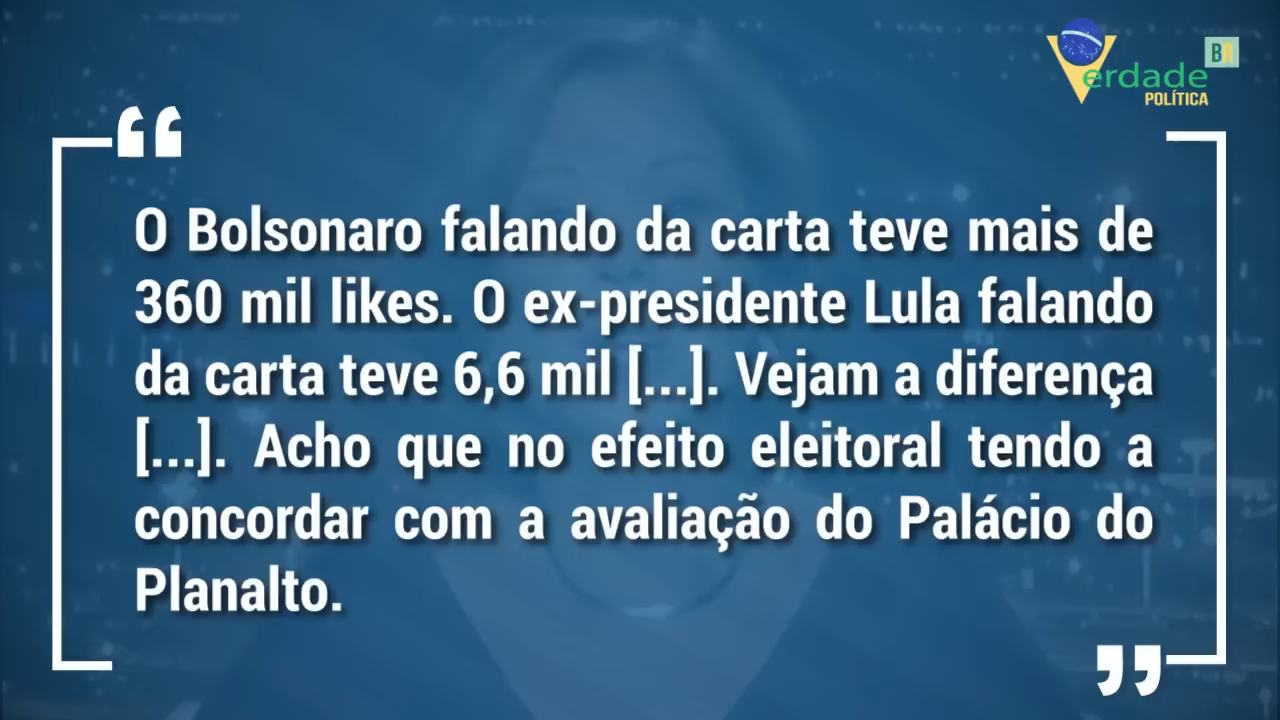 BR
Verdade
POLÍTICA
“
O Bolsonaro falando da carta teve mais de
360 mil likes. O ex-presidente Lula falando
da carta teve 6,6 mil [...]. Vejam a diferença
[...]. Acho que no efeito eleitoral tendo a
concordar com a avaliação do Palácio do
Planalto.
”